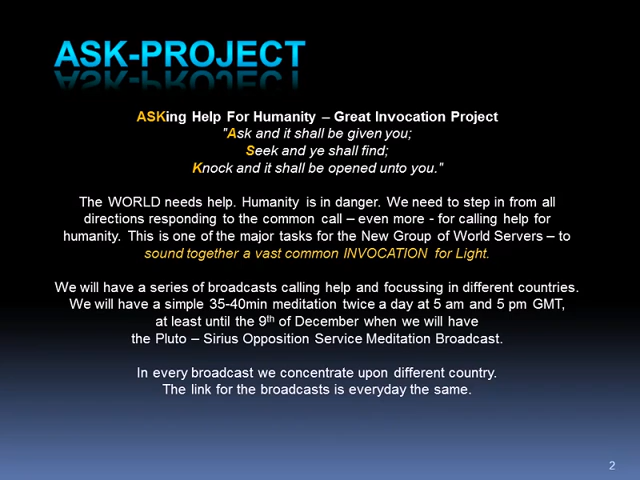 ASK-PROJECT
ASKing Help For Humanity – Great Invocation Project
"Ask and it shall be given you;
Seek and ye shall find;
Knock and it shall be opened unto you."
The WORLD needs help. Humanity is in danger. We need to step in from all
directions responding to the common call – even more - for calling help for
humanity. This is one of the major tasks for the New Group of World Servers – to
sound together a vast common INVOCATION for Light.
We will have a series of broadcasts calling help and focussing in different countries.
We will have a simple 35-40min meditation twice a day at 5 am and 5 pm GMT,
at least until the 9th of December when we will have
the Pluto – Sirius Opposition Service Meditation Broadcast.
In every broadcast we concentrate upon different country.
The link for the broadcasts is everyday the same.
2